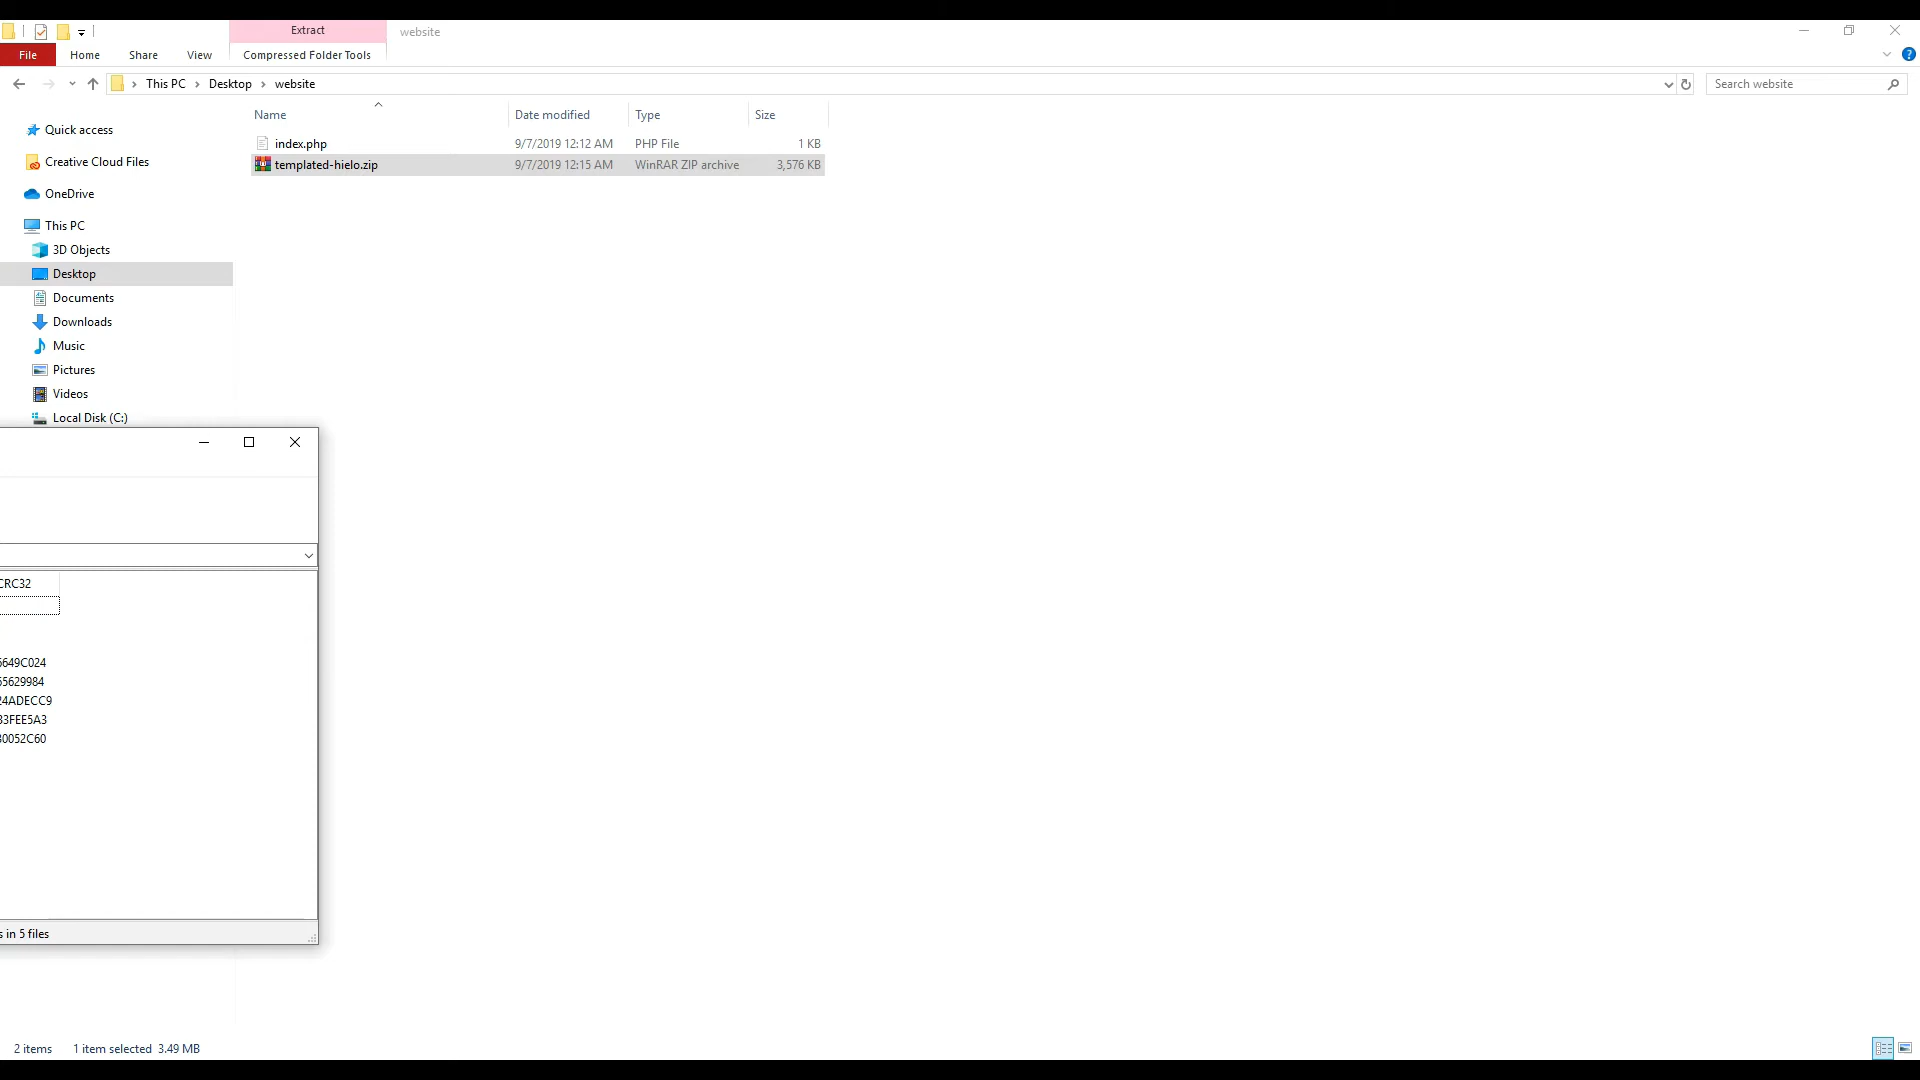 Extract
website
File
Home
Share
View
Compressed Folder Tools
This PC
Desktop
website
Search website
Name
Date modified
Type
Size
index.php
9/7/2019 12:12 AM
PHP File
1 KB
templated-hielo.zip
9/7/2019 12:15 AM
WinRAR ZIP archive
3,576 KB
Quick access
Creative Cloud Files
OneDrive
This PC
3D Objects
Desktop
Documents
Downloads
Music
Pictures
Videos
Local Disk (C:)
CRC32
6649C024
65629984
24ADECC9
33FEE5A3
30052C60
s in 5 files
2 items
1 item selected 3.49 MB